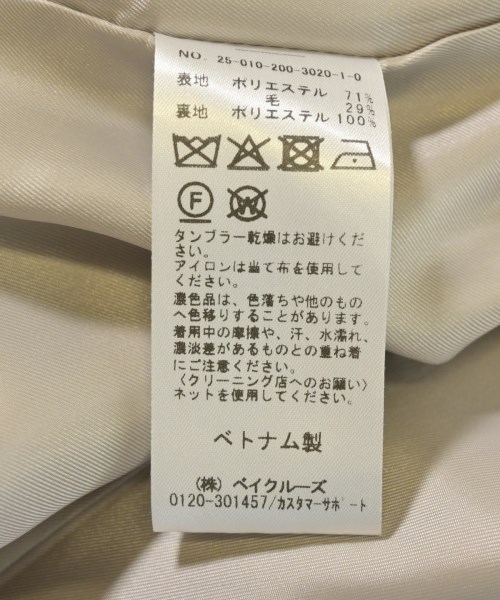 NO. 25-010-200-3020-1-0
表地 ポリエステル 71%
毛 29%
裏地 ポリエステル 100%
F W
タンブラー乾燥はお避けくだ
さい。
アイロンは当て布を使用して
ください。
濃色品は、色落ちや他のもの
へ色移りすることがあります。
着用中の摩擦や、汗、水濡れ、
濃淡差があるものとの重ね着
にご注意ください。
〈クリーニング店へのお願い〉
ネットを使用してください。
ベトナム製
(株) ベイクルーズ
0120-301457/カスタマーサポート